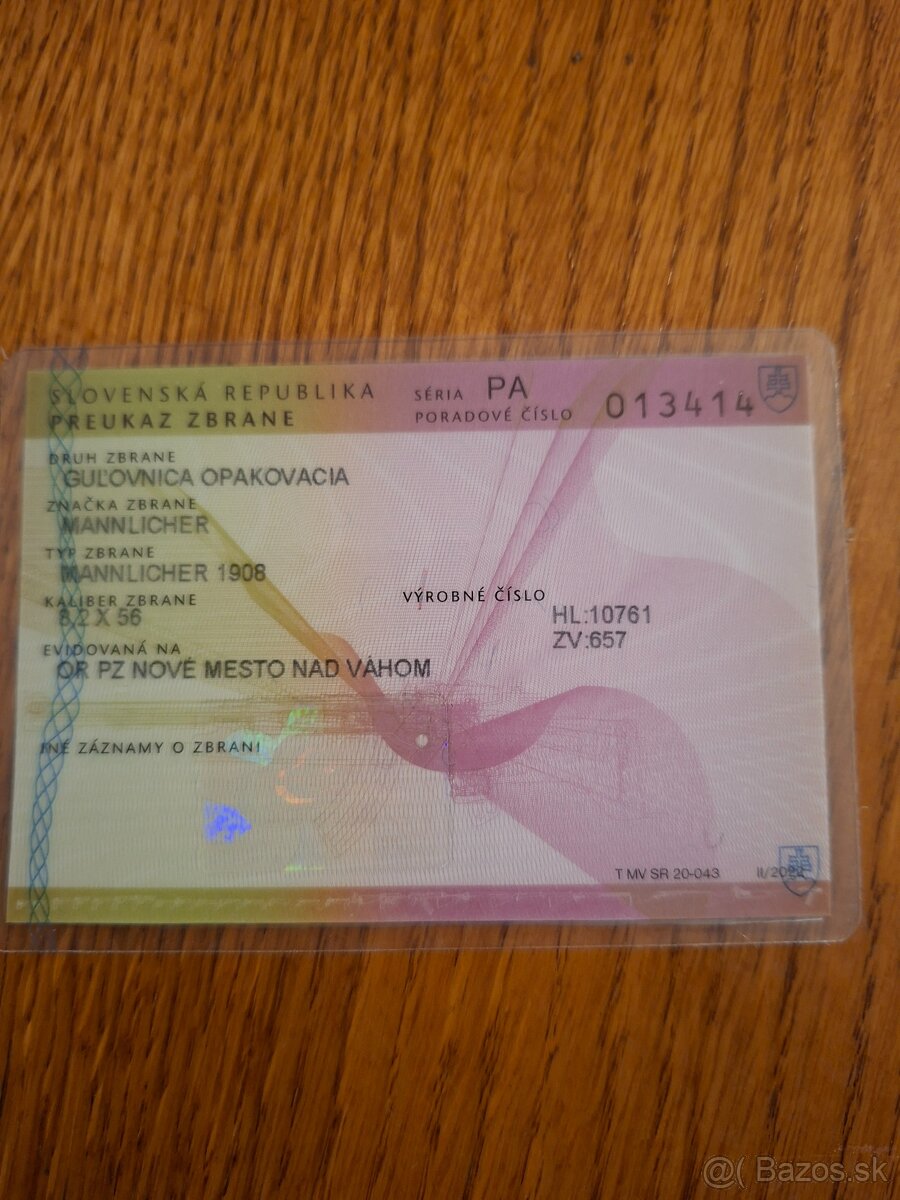 SLOVENSKÁ REPUBLIKA
PREUKAZ ZBRANE
SÉRIA PA
PORADOVÉ ČÍSLO 013414
DRUH ZBRANE
GUĽOVNICA OPAKOVACIA
ZNAČKA ZBRANE
MANNLICHER
TYP ZBRANE
MANNLICHER 1908
KALIBER ZBRANE
8,2 X 56
VÝROBNÉ ČÍSLO
HL:10761
ZV:657
EVIDOVANÁ NA
OR PZ NOVÉ MESTO NAD VÁHOM
INÉ ZÁZNAMY O ZBRANI
T MV SR 20-043
@( Bazos.sk